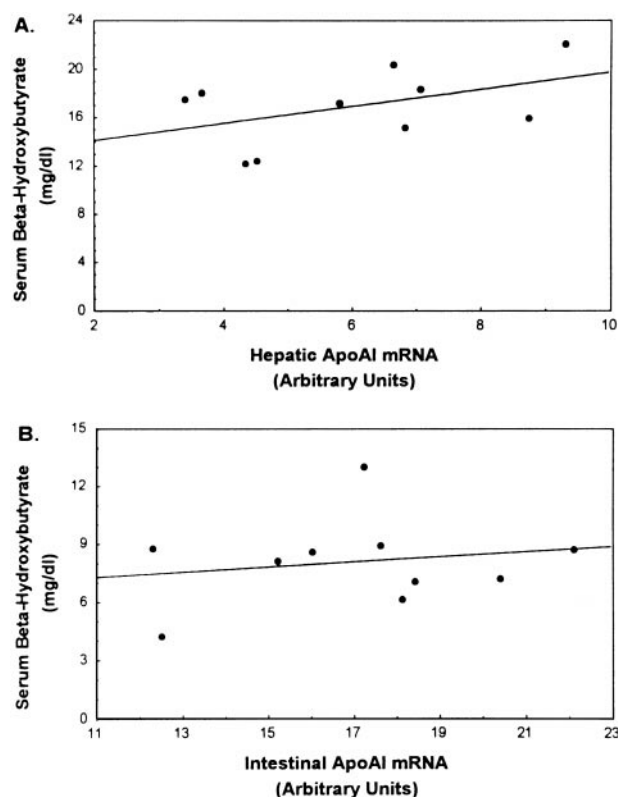 A.
Serum Beta-Hydroxybutyrate
(mg/dl)
24
20
16
12
8
4
0
2
4
6
8
10
Hepatic ApoAI mRNA
(Arbitrary Units)
B.
Serum Beta-Hydroxybutyrate
(mg/dl)
15
12
9
6
3
0
11
13
15
17
19
21
23
Intestinal ApoAI mRNA
(Arbitrary Units)